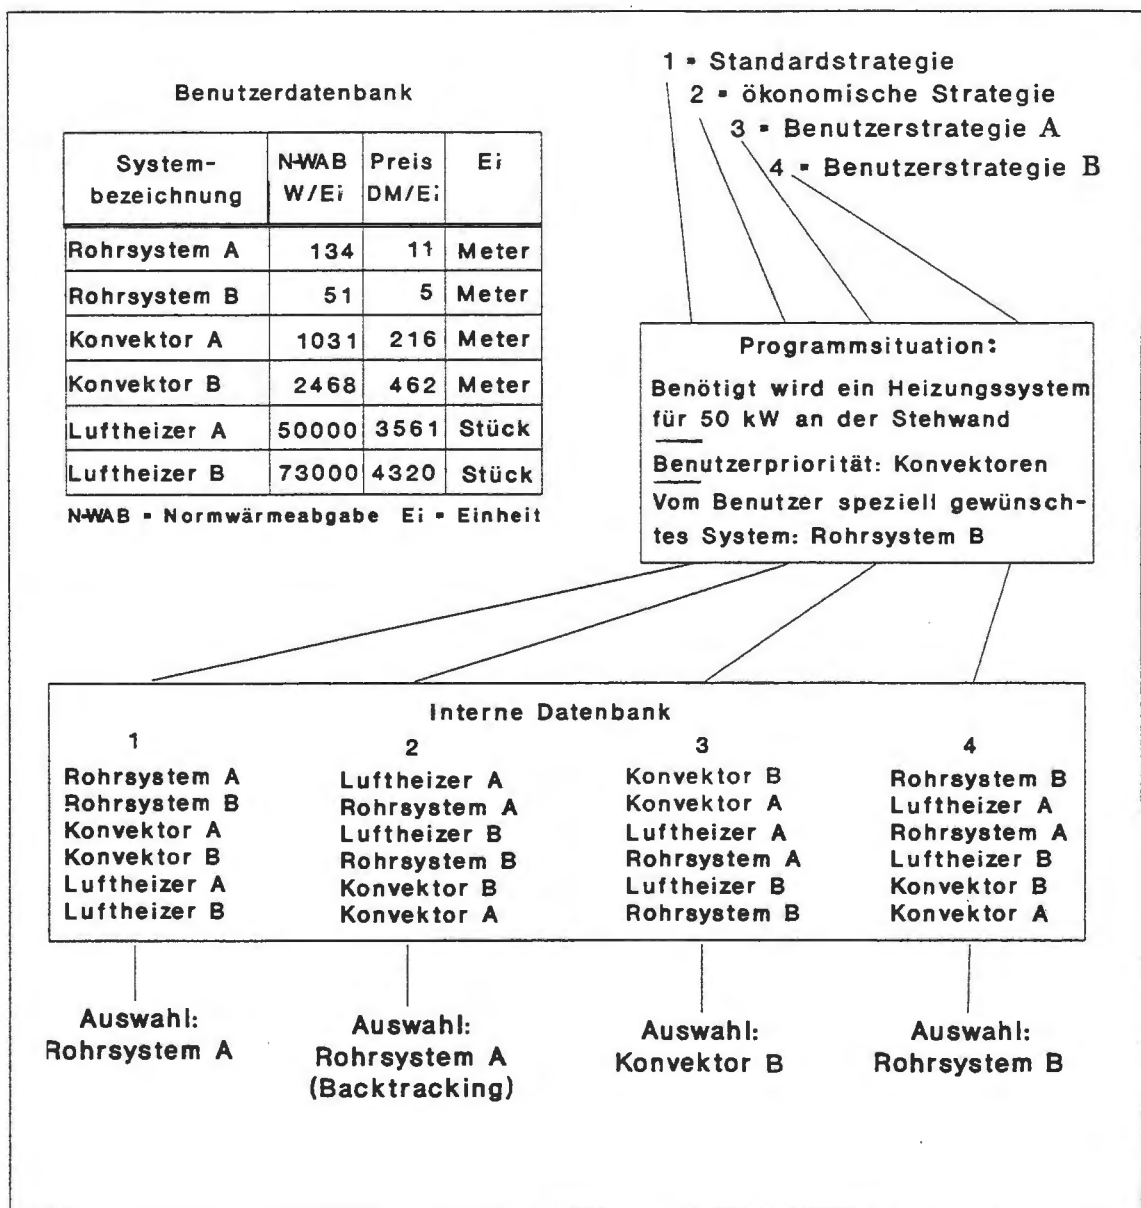 Benutzerdatenbank
System- N-WAB Preis Ei
bezeichnung W/Ei DM/Ei
Rohrsystem A 134 11 Meter
Rohrsystem B 51 5 Meter
Konvektor A 1031 216 Meter
Konvektor B 2468 462 Meter
Luftheizer A 50000 3561 Stück
Luftheizer B 73000 4320 Stück
N-WAB = Normwärmeabgabe Ei = Einheit
1 = Standardstrategie
2 = ökonomische Strategie
3 = Benutzerstrategie A
4 = Benutzerstrategie B
Programmsituation:
Benötigt wird ein Heizungssystem
für 50 kW an der Stehwand
Benutzerpriorität: Konvektoren
Vom Benutzer speziell gewünsch-
tes System: Rohrsystem B
Interne Datenbank
1 2 3 4
Rohrsystem A Luftheizer A Konvektor B Rohrsystem B
Rohrsystem B Rohrsystem A Konvektor A Luftheizer A
Konvektor A Luftheizer B Luftheizer A Rohrsystem A
Konvektor B Rohrsystem B Rohrsystem A Luftheizer B
Luftheizer A Konvektor B Luftheizer B Konvektor B
Luftheizer B Konvektor A Rohrsystem B Konvektor A
Auswahl: Auswahl: Auswahl: Auswahl:
Rohrsystem A Rohrsystem A Konvektor B Rohrsystem B
(Backtracking)